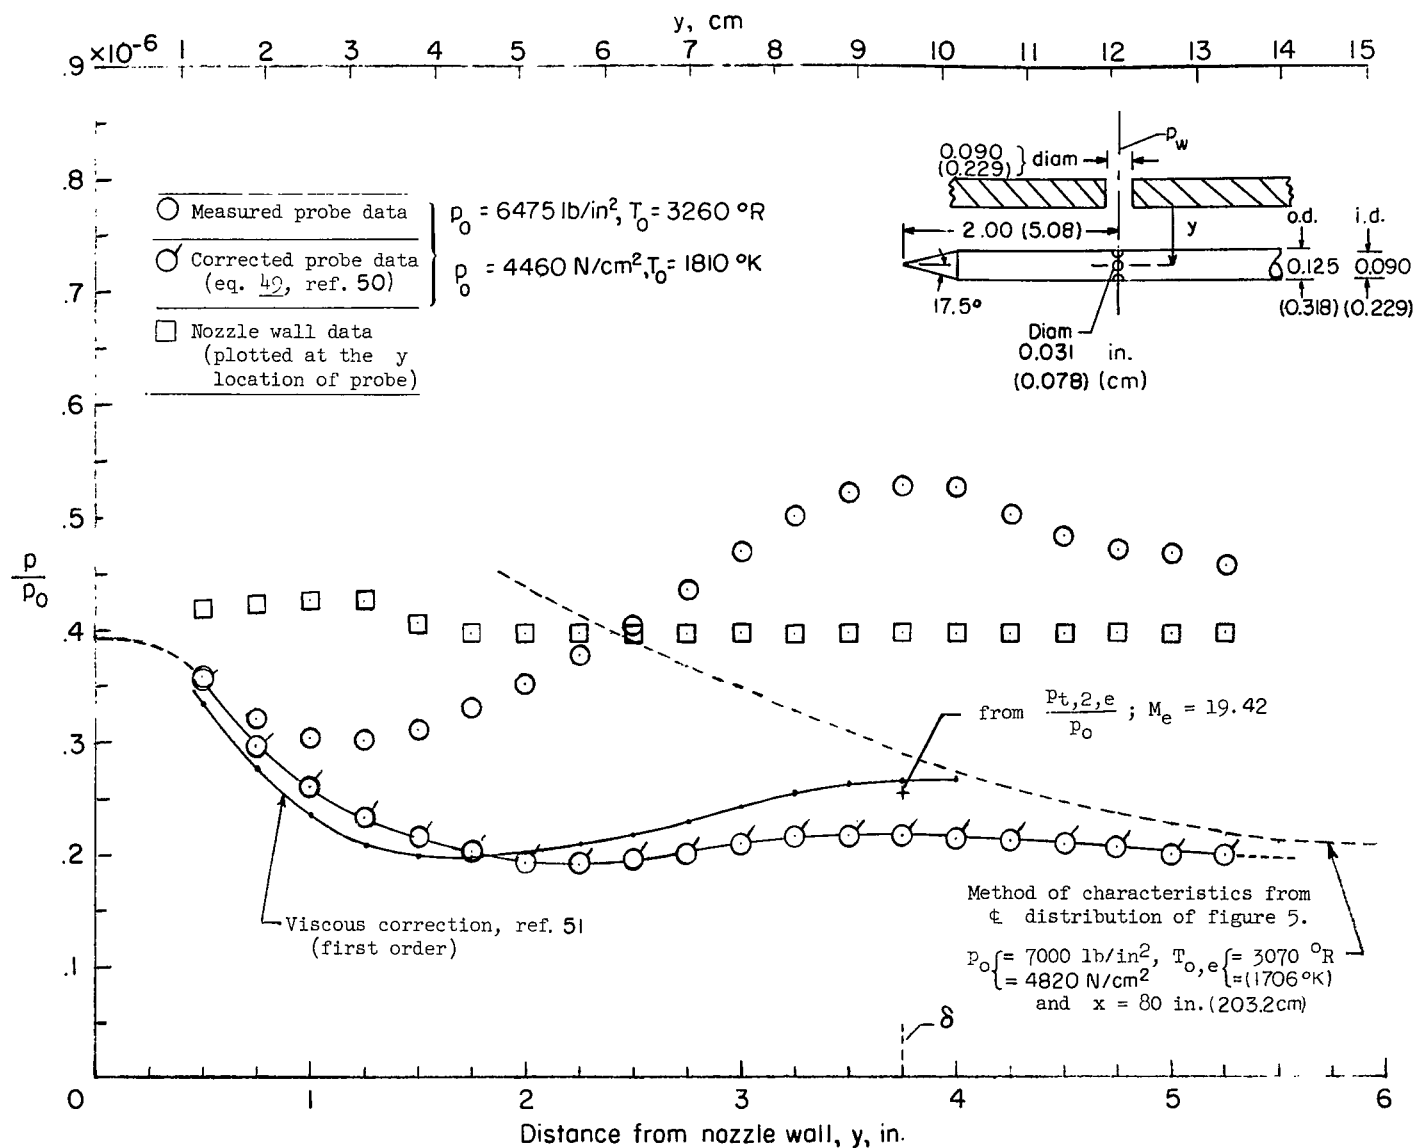 y, cm
1 2 3 4 5 6 7 8 9 10 11 12 13 14 15
×10-6
.9
.8
.7
.6
.5
.4
.3
.2
.1
0
p/p₀
Measured probe data
Corrected probe data
(eq. 49, ref. 50)
Nozzle wall data
(plotted at the y
location of probe)
p₀ = 6475 lb/in², T₀ = 3260 °R
p₀ = 4460 N/cm², T₀ = 1810 °K
0.090
(0.229)
diam
p_w
2.00 (5.08)
y
o.d.
i.d.
0.125
0.090
(0.318)
(0.229)
17.5°
Diam
0.031 in.
(0.078) (cm)
from p_t,2,e/p₀ ; M_e = 19.42
Viscous correction, ref. 51
(first order)
Method of characteristics from
℄ distribution of figure 5.
p₀ {= 7000 lb/in², T₀,e {= 3070 °R
= 4820 N/cm² =(1706°K)
and x = 80 in. (203.2cm)
δ
0 1 2 3 4 5 6
Distance from nozzle wall, y, in.